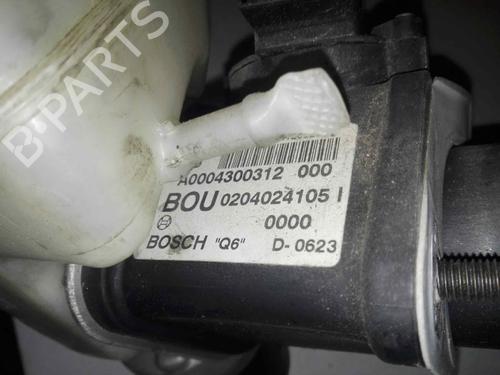 B-PARTS
A0004300312 000
BOU 0204024105 I
0000
BOSCH "Q6" D-0623